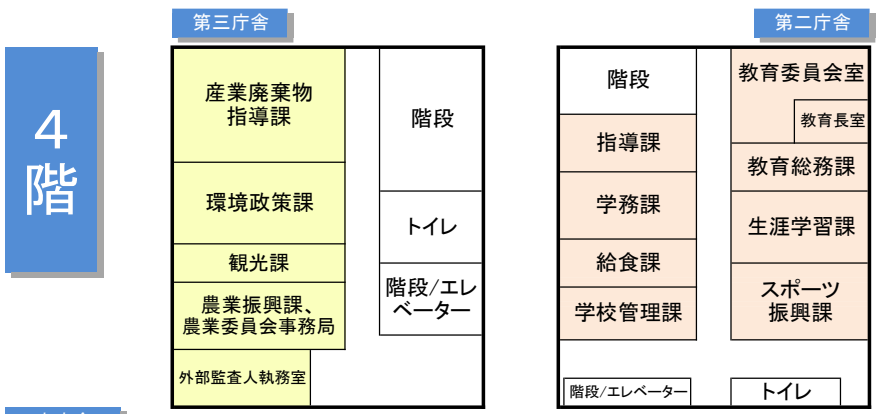 第三庁舎
第二庁舎
4
階
産業廃棄物
指導課
環境政策課
観光課
農業振興課、
農業委員会事務局
外部監査人執務室
階段
トイレ
階段/エレ
ベーター
階段
指導課
学務課
給食課
学校管理課
階段/エレベーター
教育委員会室
教育長室
教育総務課
生涯学習課
スポーツ
振興課
トイレ